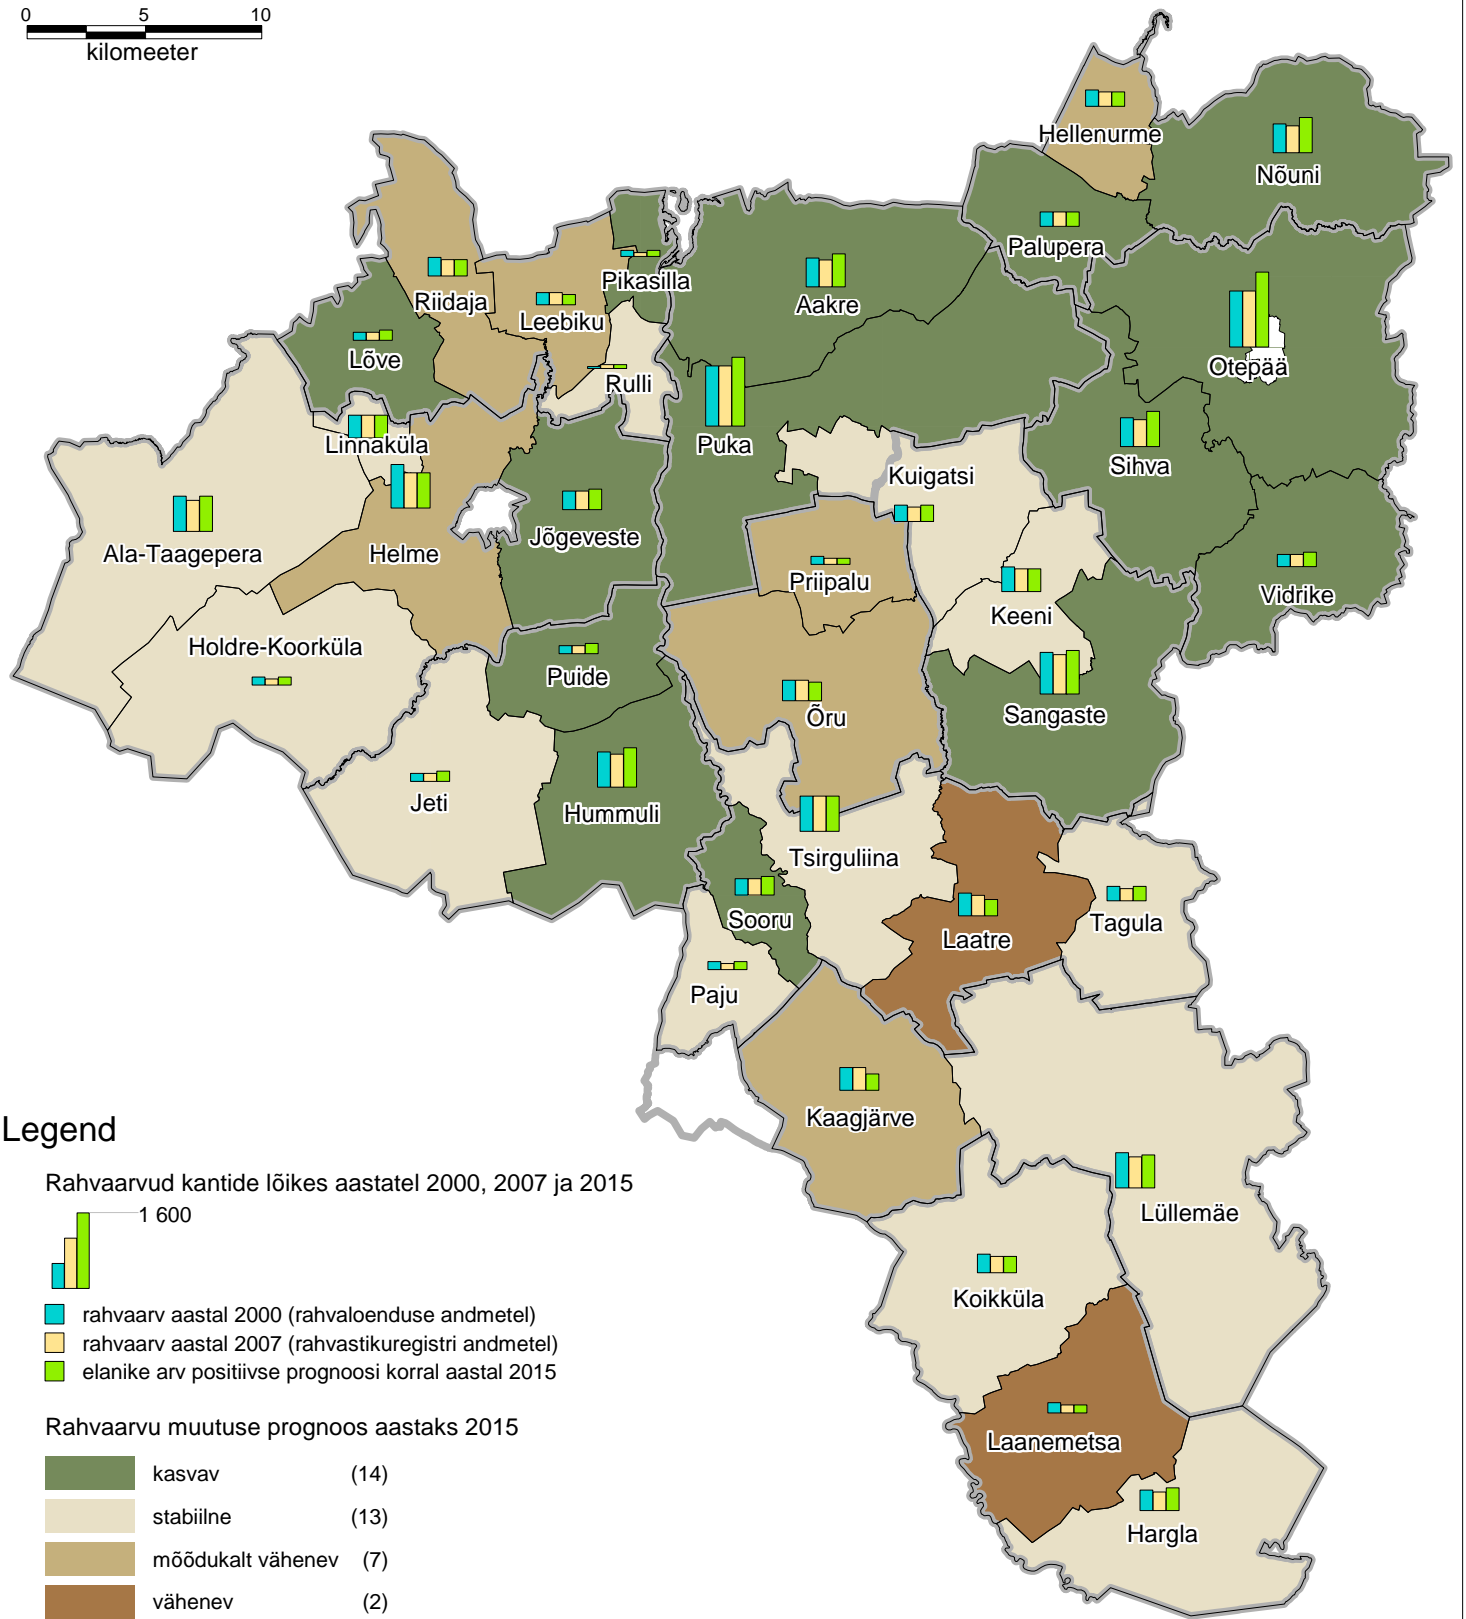 0 5 10
kilomeeter
Hellenurme
Nõuni
Palupera
Pikasilla
Riidaja
Aakre
Leebiku
Lõve
Otepää
Rulli
Linnaküla
Puka
Sihva
Kuigatsi
Jõgeveste
Ala-Taagepera
Helme
Priipalu
Vidrike
Keeni
Holdre-Koorküla
Puide
Sangaste
Õru
Jeti
Hummuli
Tsirguliina
Sooru
Tagula
Laatre
Paju
Kaagjärve
Legend
Rahvaarvud kantide lõikes aastatel 2000, 2007 ja 2015
1 600
Lüllemäe
Koikküla
rahvaarv aastal 2000 (rahvaloenduse andmetel)
rahvaarv aastal 2007 (rahvastikuregistri andmetel)
elanike arv positiivse prognoosi korral aastal 2015
Rahvaarvu muutuse prognoos aastaks 2015
Laanemetsa
kasvav (14)
stabiilne (13)
Hargla
mõõdukalt vähenev (7)
vähenev (2)